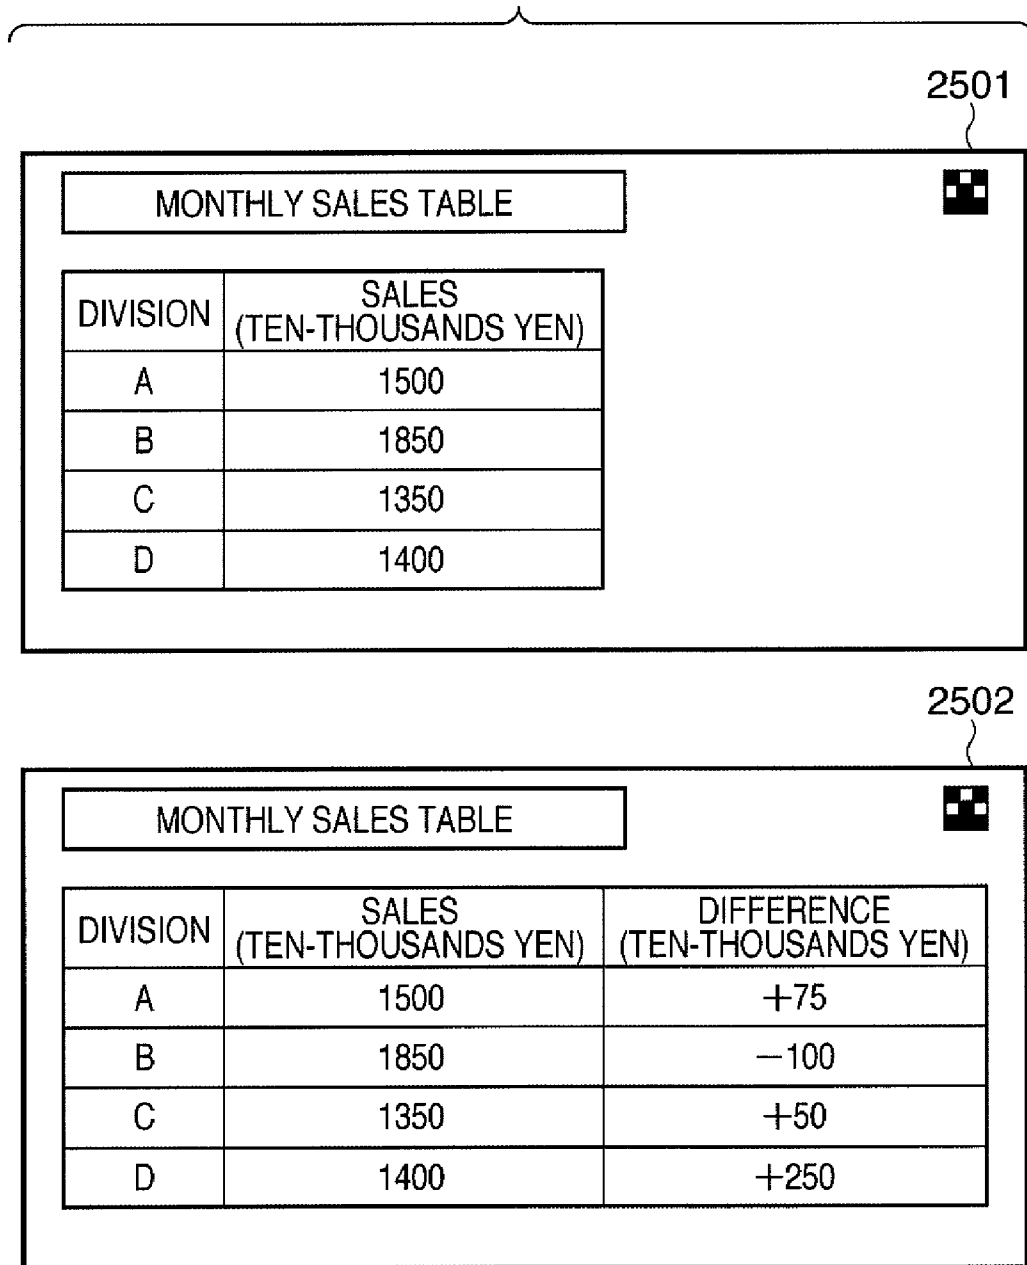 2501
MONTHLY SALES TABLE
DIVISION SALES (TEN-THOUSANDS YEN)
A 1500
B 1850
C 1350
D 1400
2502
MONTHLY SALES TABLE
DIVISION SALES (TEN-THOUSANDS YEN) DIFFERENCE (TEN-THOUSANDS YEN)
A 1500 +75
B 1850 −100
C 1350 +50
D 1400 +250